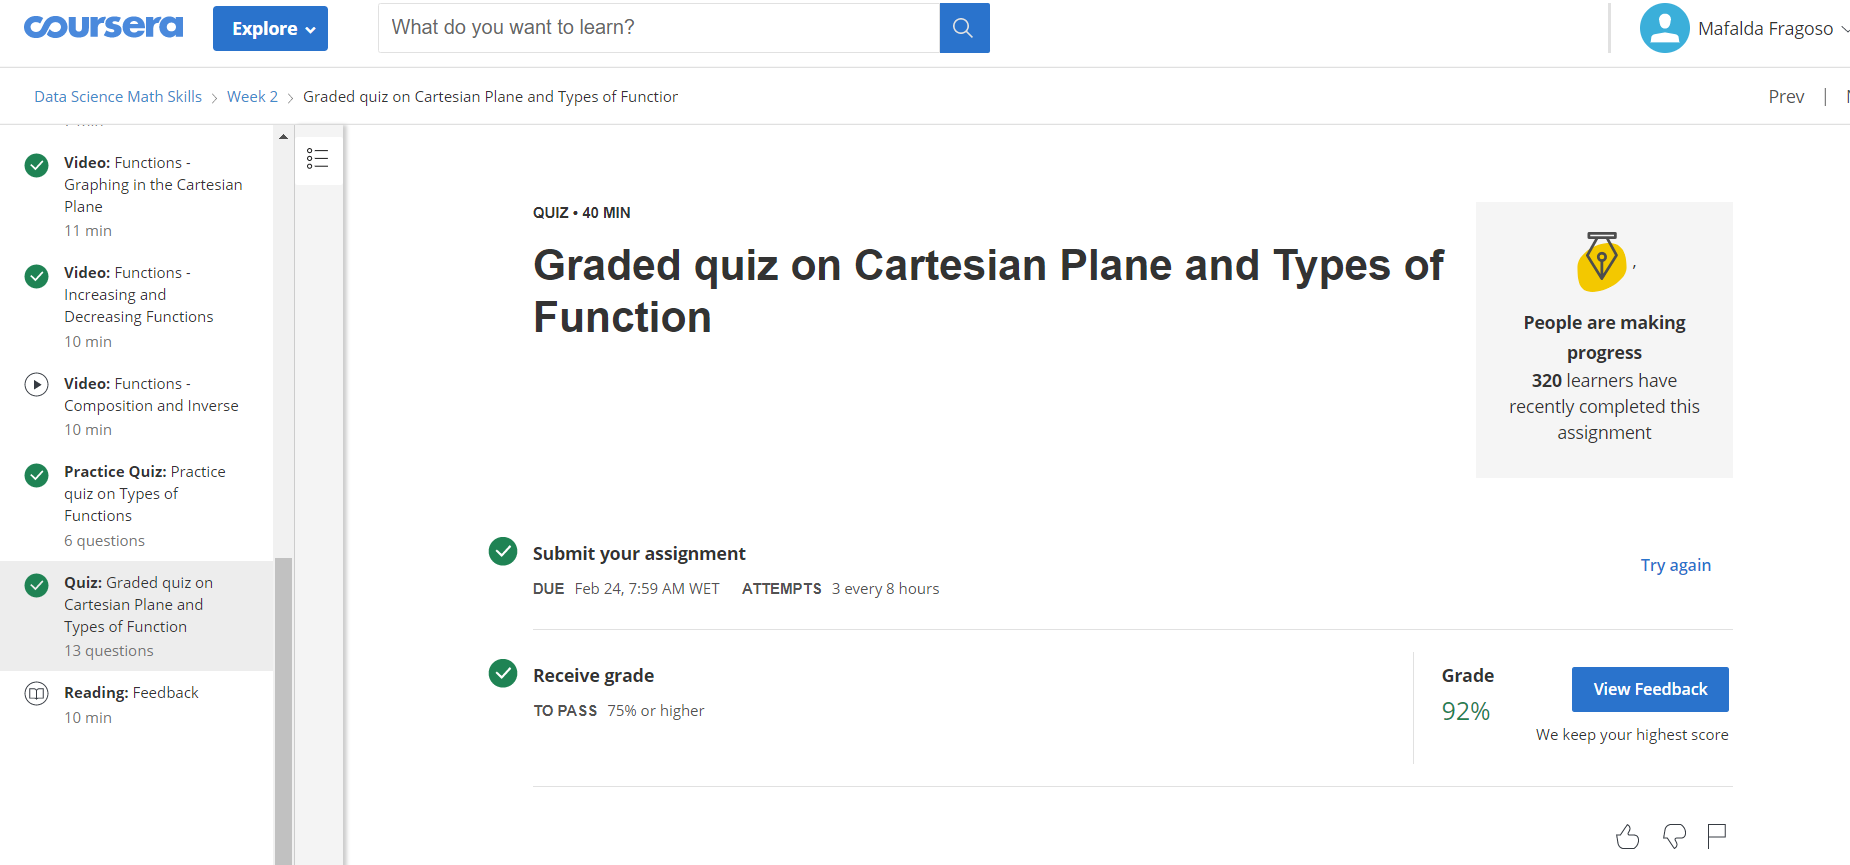 coursera
Explore
What do you want to learn?
Mafalda Fragoso
Data Science Math Skills > Week 2 > Graded quiz on Cartesian Plane and Types of Function
Prev |
Video: Functions -
Graphing in the Cartesian
Plane
11 min
Video: Functions -
Increasing and
Decreasing Functions
10 min
Video: Functions -
Composition and Inverse
10 min
Practice Quiz: Practice
quiz on Types of
Functions
6 questions
Quiz: Graded quiz on
Cartesian Plane and
Types of Function
13 questions
Reading: Feedback
10 min
QUIZ • 40 MIN
Graded quiz on Cartesian Plane and Types of
Function
People are making
progress
320 learners have
recently completed this
assignment
Submit your assignment
DUE Feb 24, 7:59 AM WET ATTEMPTS 3 every 8 hours
Try again
Receive grade
TO PASS 75% or higher
Grade
92%
View Feedback
We keep your highest score